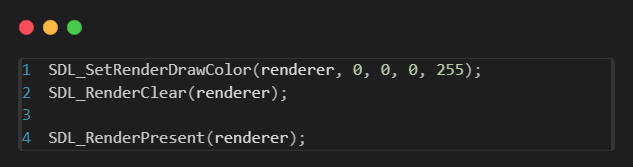 1 SDL_SetRenderDrawColor(renderer, 0, 0, 0, 255);
2 SDL_RenderClear(renderer);
3
4 SDL_RenderPresent(renderer);